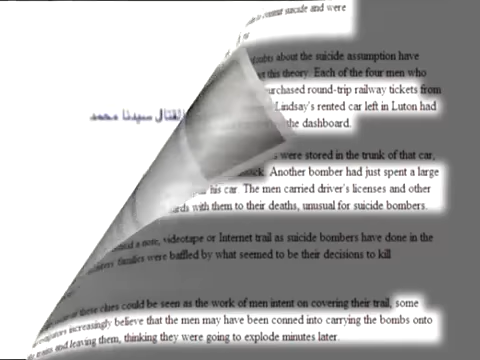 to commit suicide and were
doubts about the suicide assumption have
this theory. Each of the four men who
purchased round-trip railway tickets from
Lindsay's rented car left in Luton had
the dashboard.
القتال سيدنا محمد
were stored in the trunk of that car,
Another bomber had just spent a large
his car. The men carried driver's licenses and other
with them to their deaths, unusual for suicide bombers.
a note, videotape or Internet trail as suicide bombers have done in the
families were baffled by what seemed to be their decisions to kill
these clues could be seen as the work of men intent on covering their trail, some
increasingly believe that the men may have been conned into carrying the bombs onto
and leaving them, thinking they were going to explode minutes later.